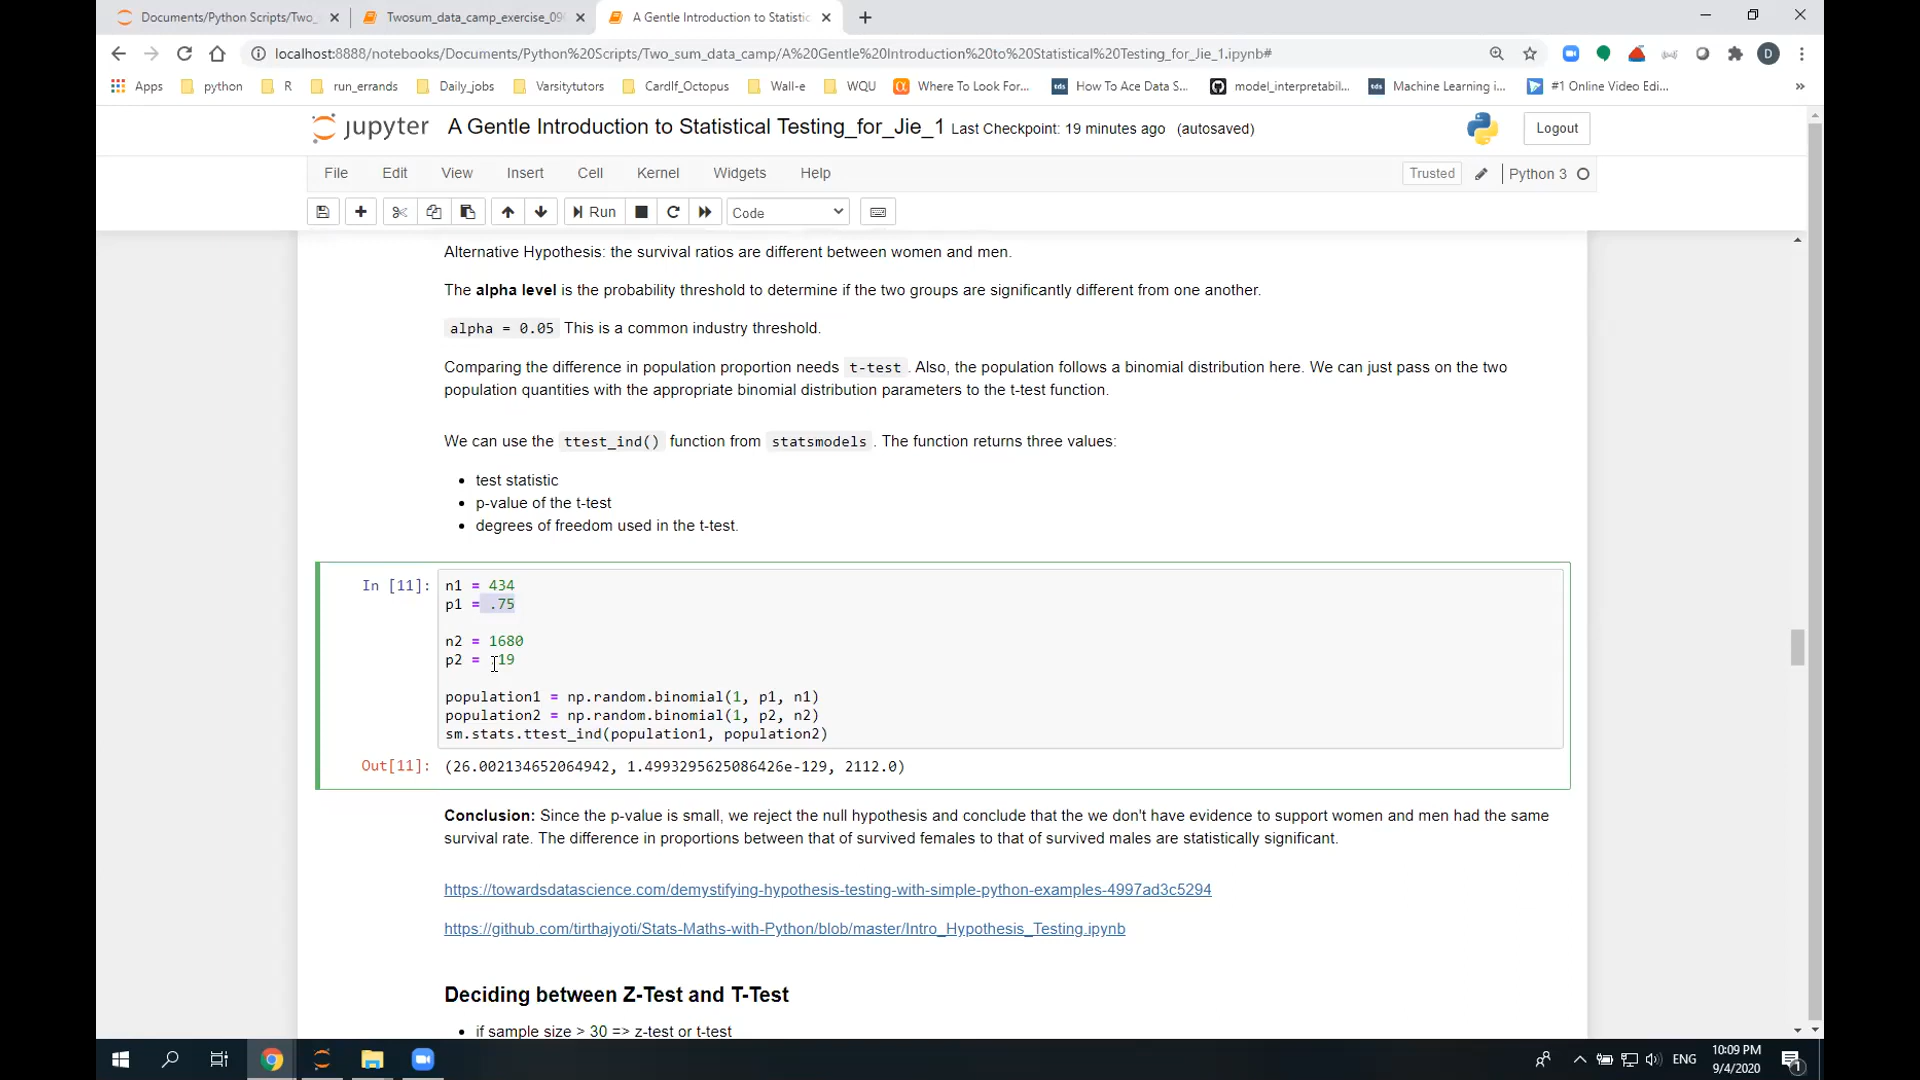 Documents/Python Scripts/Two_
Twosum_data_camp_exercise_09
A Gentle Introduction to Statistic
localhost:8888/notebooks/Documents/Python%20Scripts/Two_sum_data_camp/A%20Gentle%20Introduction%20to%20Statistical%20Testing_for_Jie_1.ipynb#
D
Apps python R run_errands Daily_jobs Varsitytutors Cardlf_Octopus Wall-e WQU Where To Look For... How To Ace Data S... model_interpretabil... Machine Learning i... #1 Online Video Edi... »
jupyter A Gentle Introduction to Statistical Testing_for_Jie_1 Last Checkpoint: 19 minutes ago (autosaved) Logout
File Edit View Insert Cell Kernel Widgets Help Trusted Python 3
Run Code
Alternative Hypothesis: the survival ratios are different between women and men.
The alpha level is the probability threshold to determine if the two groups are significantly different from one another.
alpha = 0.05 This is a common industry threshold.
Comparing the difference in population proportion needs t-test . Also, the population follows a binomial distribution here. We can just pass on the two
population quantities with the appropriate binomial distribution parameters to the t-test function.
We can use the ttest_ind() function from statsmodels . The function returns three values:
• test statistic
• p-value of the t-test
• degrees of freedom used in the t-test.
In [11]: n1 = 434
p1 = .75
n2 = 1680
p2 = .19
population1 = np.random.binomial(1, p1, n1)
population2 = np.random.binomial(1, p2, n2)
sm.stats.ttest_ind(population1, population2)
Out[11]: (26.002134652064942, 1.4993295625086426e-129, 2112.0)
Conclusion: Since the p-value is small, we reject the null hypothesis and conclude that the we don't have evidence to support women and men had the same
survival rate. The difference in proportions between that of survived females to that of survived males are statistically significant.
https://towardsdatascience.com/demystifying-hypothesis-testing-with-simple-python-examples-4997ad3c5294
https://github.com/tirthajyoti/Stats-Maths-with-Python/blob/master/Intro_Hypothesis_Testing.ipynb
Deciding between Z-Test and T-Test
• if sample size > 30 => z-test or t-test
ENG
10:09 PM
9/4/2020
1